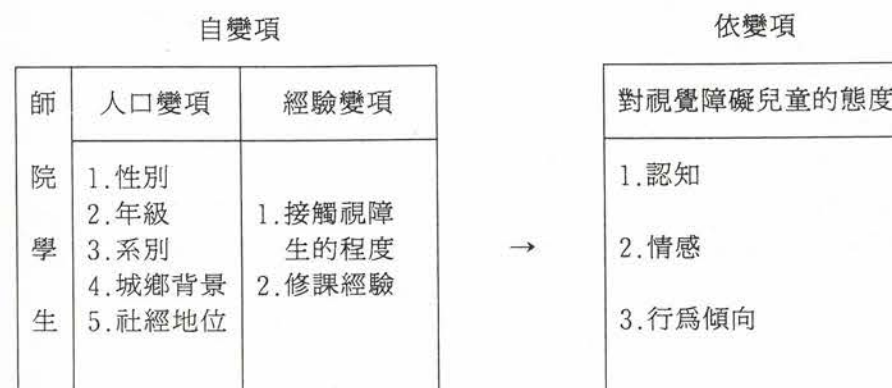 自變項
依變項
師院學生
人口變項
1.性別
2.年級
3.系別
4.城鄉背景
5.社經地位
經驗變項
1.接觸視障
生的程度
2.修課經驗
→
對視覺障礙兒童的態度
1.認知
2.情感
3.行爲傾向